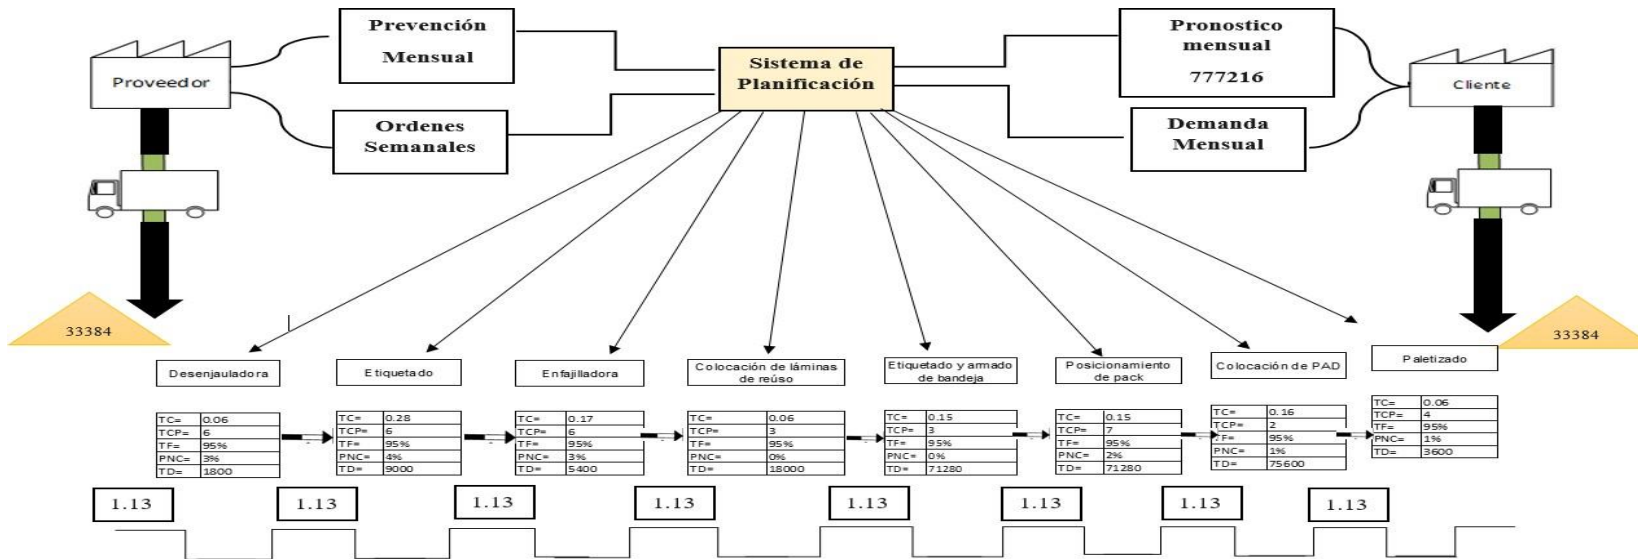 Prevención
Mensual
Pronostico
mensual
777216
Sistema de
Planificación
Proveedor
Cliente
Ordenes
Semanales
Demanda
Mensual
33384
33384
Desenjauladora
Etiquetado
Enfajilladora
Colocación de láminas
de reúso
Etiquetado y armado
de bandeja
Posicionamiento
de pack
Colocación de PAD
Paletizado
TC= 0.06
TCP= 6
TF= 95%
PNC= 3%
TD= 1800
TC= 0.28
TCP= 6
TF= 95%
PNC= 4%
TD= 9000
TC= 0.17
TCP= 6
TF= 95%
PNC= 3%
TD= 5400
TC= 0.06
TCP= 3
TF= 95%
PNC= 0%
TD= 18000
TC= 0.15
TCP= 3
TF= 95%
PNC= 0%
TD= 71280
TC= 0.15
TCP= 7
TF= 95%
PNC= 2%
TD= 71280
TC= 0.16
TCP= 2
TF= 95%
PNC= 1%
TD= 75600
TC= 0.06
TCP= 4
TF= 95%
PNC= 1%
TD= 3600
1.13
1.13
1.13
1.13
1.13
1.13
1.13
1.13